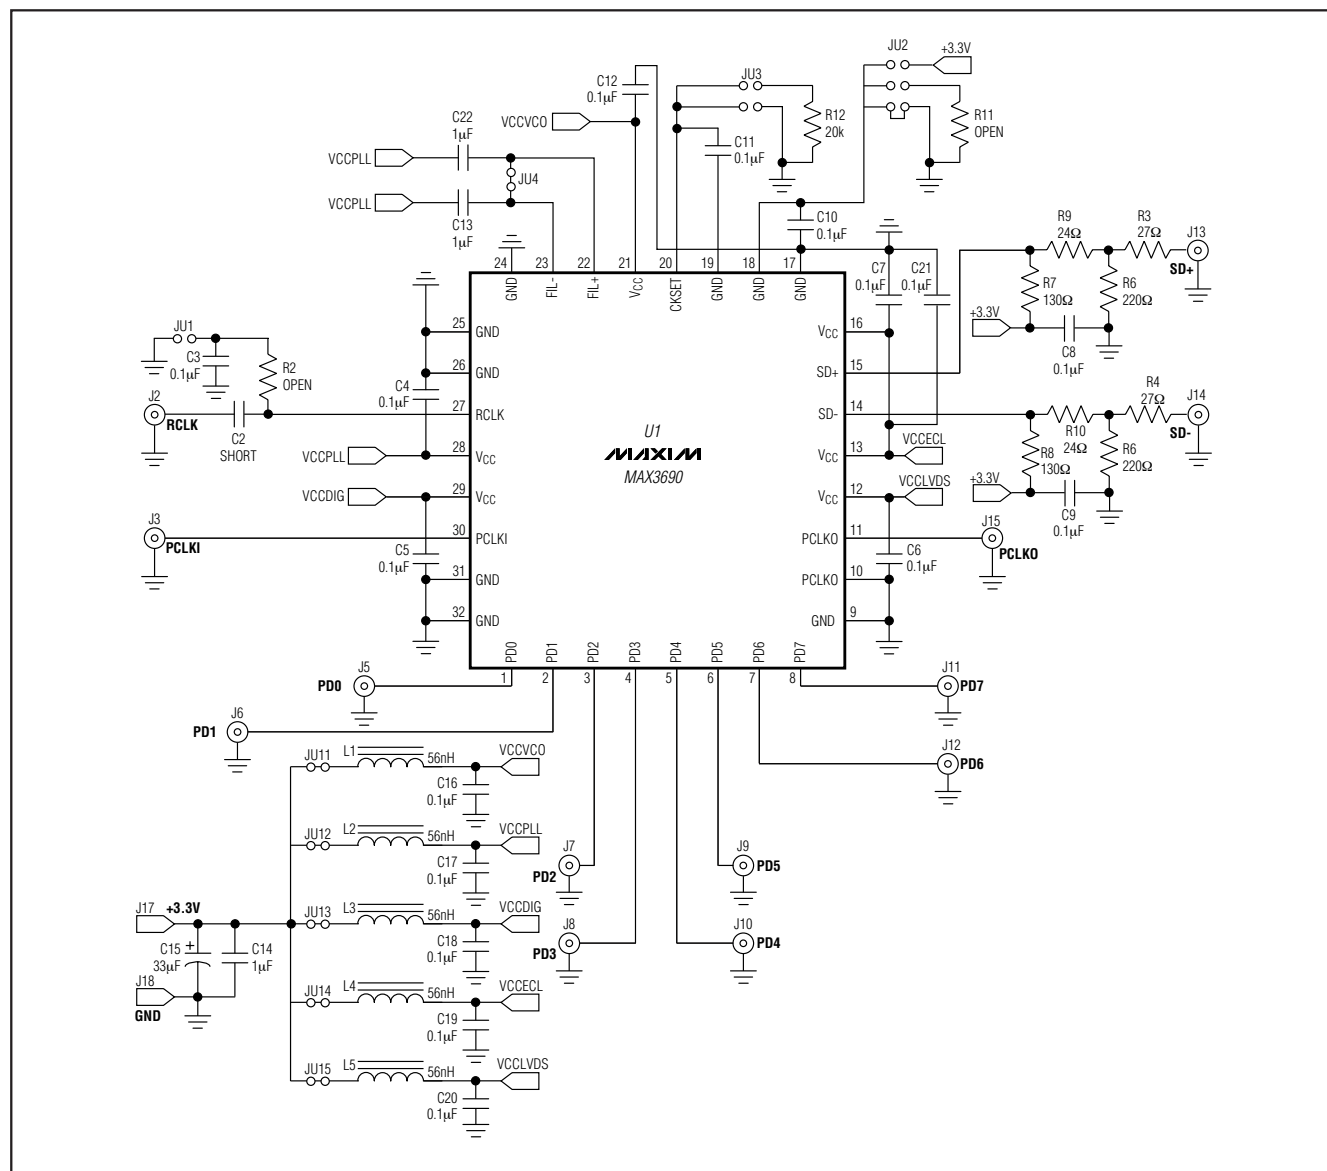 JU2
+3.3V
C12
0.1µF
JU3
R12
20k
R11
OPEN
VCCVCO
C22
1µF
C11
0.1µF
VCCPLL
JU4
VCCPLL
C13
1µF
C10
0.1µF
R9
24Ω
R3
27Ω
J13
SD+
24
23
22
21
20
19
18
17
GND
FIL-
FIL+
VCC
CKSET
GND
GND
GND
C7
0.1µF
C21
0.1µF
R7
130Ω
R6
220Ω
+3.3V
C8
0.1µF
JU1
C3
0.1µF
R2
OPEN
25
GND
26
GND
C4
0.1µF
27
RCLK
J2
RCLK
C2
SHORT
VCCPLL
28
VCC
VCCDIG
29
VCC
J3
PCLKI
30
PCLKI
C5
0.1µF
31
GND
32
GND
U1
MAXIM
MAX3690
16
VCC
15
SD+
14
SD-
13
VCC
VCCECL
12
VCC
VCCLVDS
11
PCLKO
10
PCLKO
9
GND
R4
27Ω
J14
SD-
R10
24Ω
R8
130Ω
R6
220Ω
+3.3V
C9
0.1µF
J15
PCLKO
C6
0.1µF
PD0
PD1
PD2
PD3
PD4
PD5
PD6
PD7
1
2
3
4
5
6
7
8
J5
PD0
J6
PD1
J11
PD7
J12
PD6
JU11
L1
56nH
VCCVCO
C16
0.1µF
JU12
L2
56nH
VCCPLL
C17
0.1µF
J7
PD2
J9
PD5
J17
+3.3V
JU13
L3
56nH
VCCDIG
C18
0.1µF
J8
PD3
J10
PD4
C15
+
33µF
C14
1µF
J18
GND
JU14
L4
56nH
VCCECL
C19
0.1µF
JU15
L5
56nH
VCCLVDS
C20
0.1µF